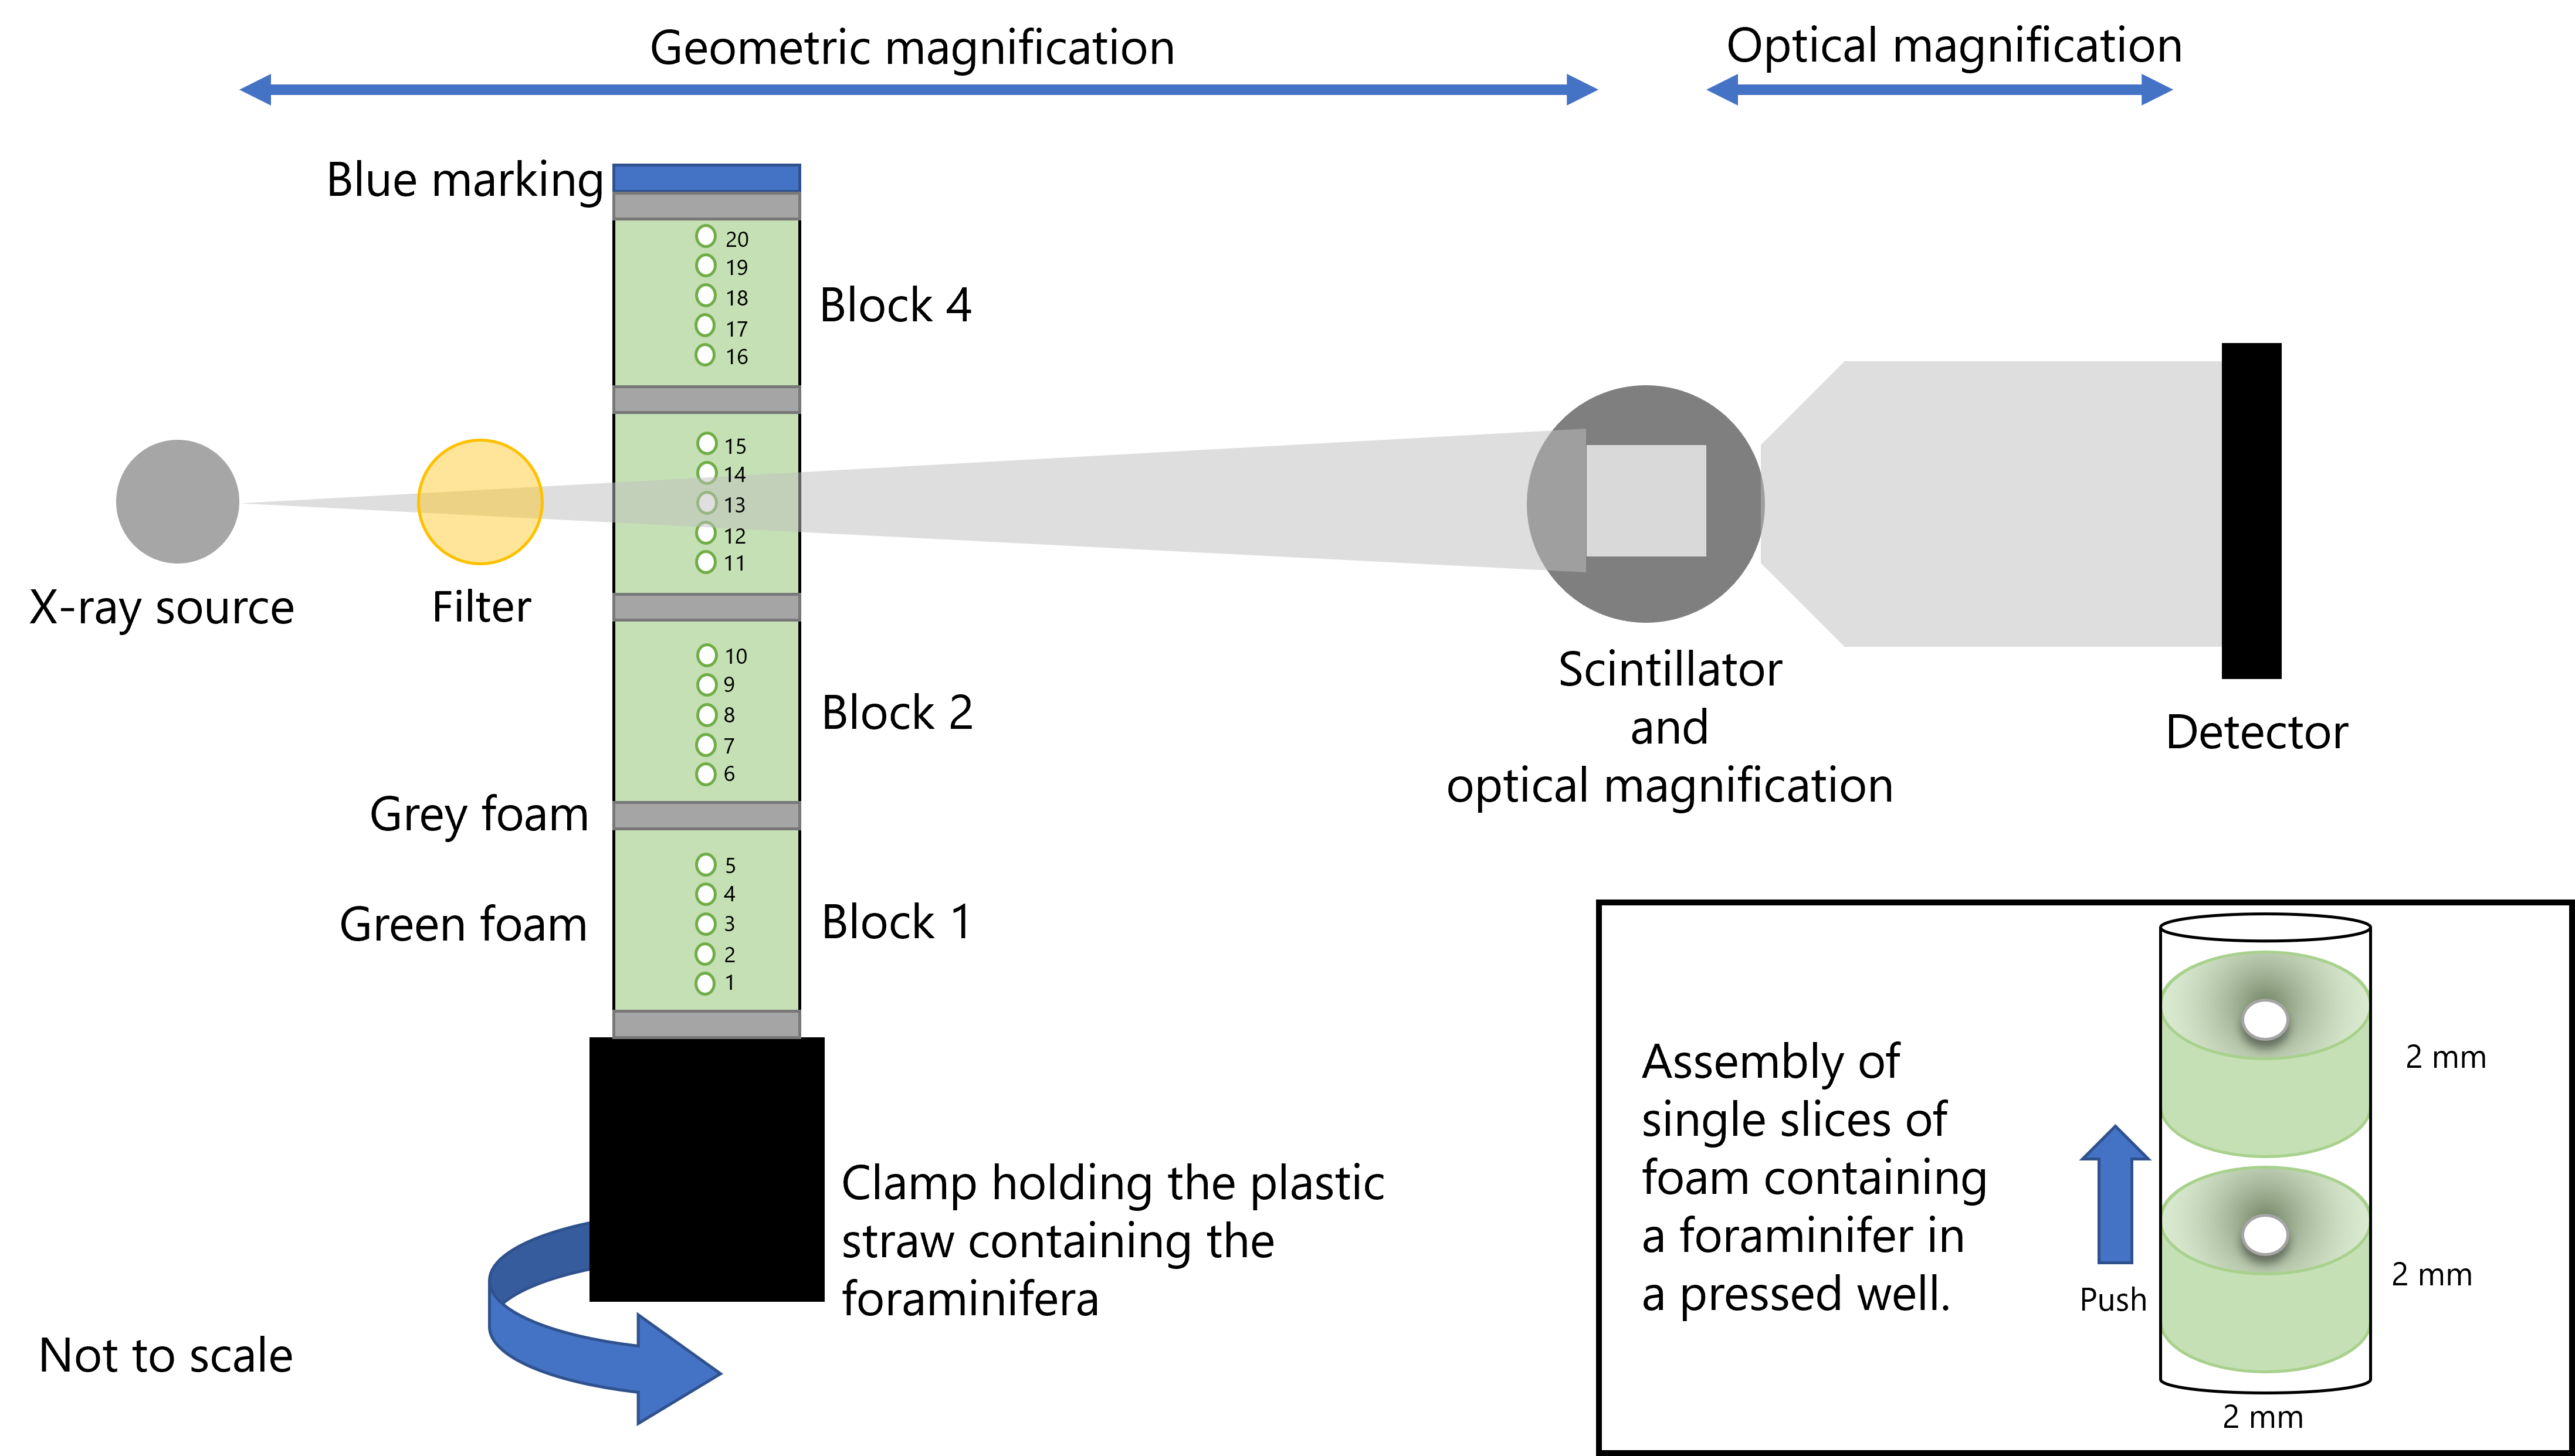 Geometric magnification
Optical magnification
Blue marking
20
19
18
17
16
Block 4
15
14
13
12
11
X-ray source
Filter
10
9
8
7
6
Block 2
Scintillator
and
optical magnification
Detector
Grey foam
Green foam
5
4
3
2
1
Block 1
Clamp holding the plastic
straw containing the
foraminifera
Not to scale
Assembly of
single slices of
foam containing
a foraminifer in
a pressed well.
Push
2 mm
2 mm
2 mm